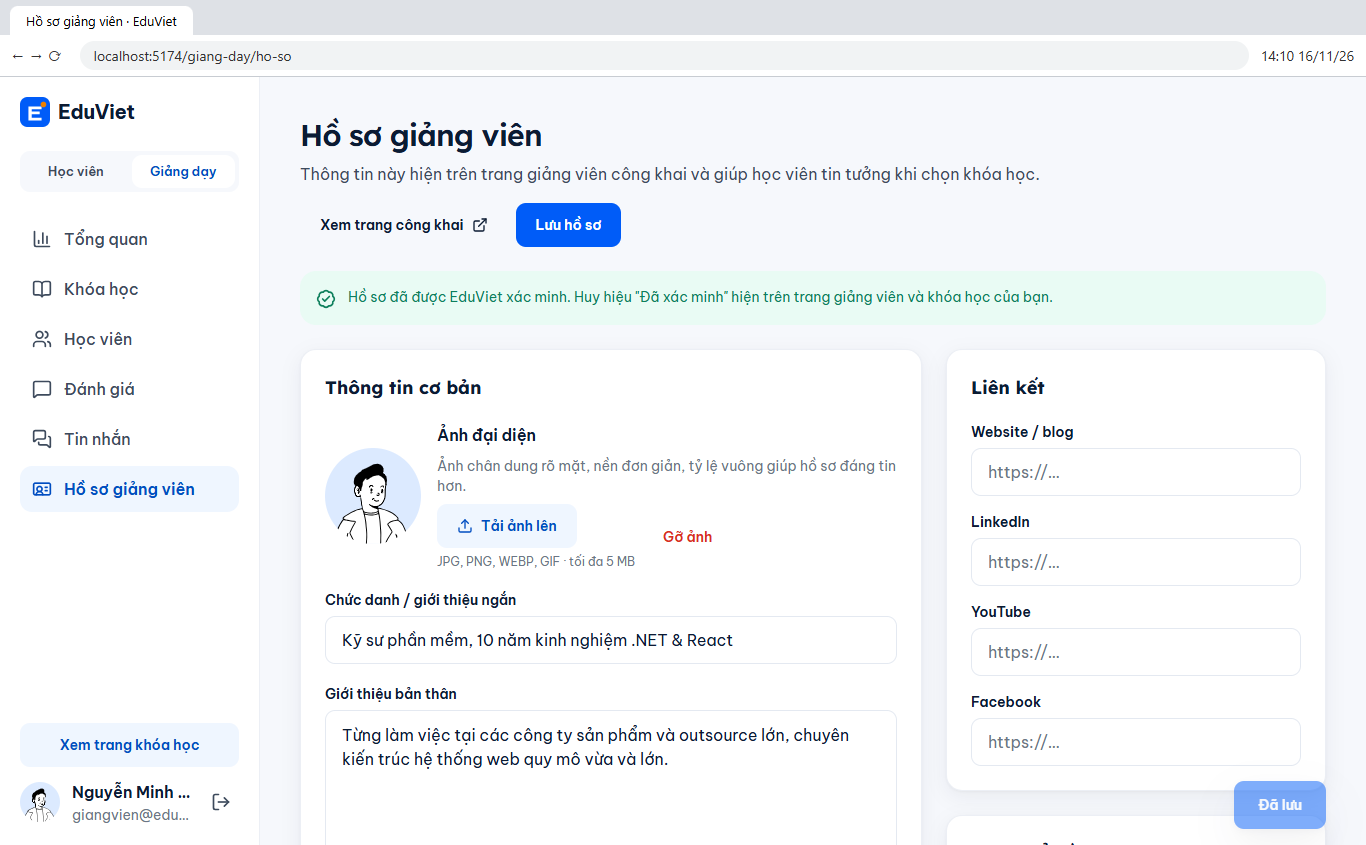 Hồ sơ giảng viên · EduViet
localhost:5174/giang-day/ho-so
14:10 16/11/26
EduViet
Học viên
Giảng dạy
Tổng quan
Khóa học
Học viên
Đánh giá
Tin nhắn
Hồ sơ giảng viên
Xem trang khóa học
Nguyễn Minh ...
giangvien@edu...
Hồ sơ giảng viên
Thông tin này hiện trên trang giảng viên công khai và giúp học viên tin tưởng khi chọn khóa học.
Xem trang công khai
Lưu hồ sơ
Hồ sơ đã được EduViet xác minh. Huy hiệu "Đã xác minh" hiện trên trang giảng viên và khóa học của bạn.
Thông tin cơ bản
Ảnh đại diện
Ảnh chân dung rõ mặt, nền đơn giản, tỷ lệ vuông giúp hồ sơ đáng tin
hơn.
Tải ảnh lên
Gỡ ảnh
JPG, PNG, WEBP, GIF · tối đa 5 MB
Chức danh / giới thiệu ngắn
Kỹ sư phần mềm, 10 năm kinh nghiệm .NET & React
Giới thiệu bản thân
Từng làm việc tại các công ty sản phẩm và outsource lớn, chuyên
kiến trúc hệ thống web quy mô vừa và lớn.
Liên kết
Website / blog
https://...
LinkedIn
https://...
YouTube
https://...
Facebook
https://...
Đã lưu